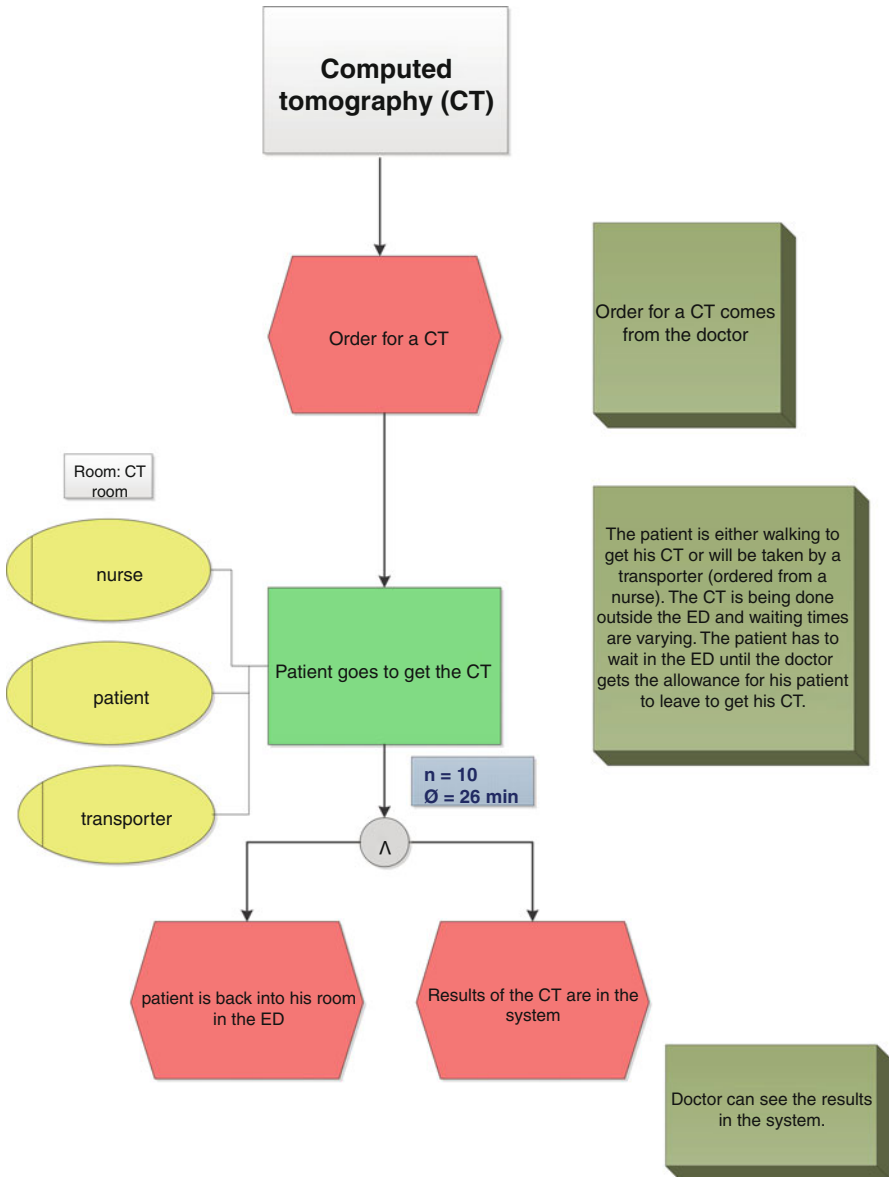 Computed
tomography (CT)
Order for a CT
Order for a CT comes
from the doctor
Room: CT
room
nurse
patient
transporter
Patient goes to get the CT
The patient is either walking to
get his CT or will be taken by a
transporter (ordered from a
nurse). The CT is being done
outside the ED and waiting times
are varying. The patient has to
wait in the ED until the doctor
gets the allowance for his patient
to leave to get his CT.
n = 10
Ø = 26 min
∧
patient is back into his room
in the ED
Results of the CT are in the
system
Doctor can see the results
in the system.